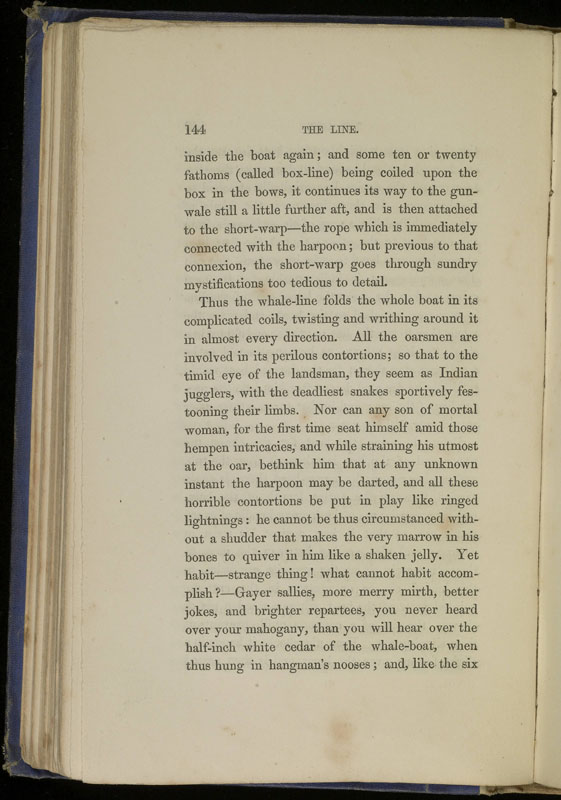 144 THE LINE.
inside the boat again; and some ten or twenty
fathoms (called box-line) being coiled upon the
box in the bows, it continues its way to the gun-
wale still a little further aft, and is then attached
to the short-warp—the rope which is immediately
connected with the harpoon; but previous to that
connexion, the short-warp goes through sundry
mystifications too tedious to detail.
Thus the whale-line folds the whole boat in its
complicated coils, twisting and writhing around it
in almost every direction. All the oarsmen are
involved in its perilous contortions; so that to the
timid eye of the landsman, they seem as Indian
jugglers, with the deadliest snakes sportively fes-
tooning their limbs. Nor can any son of mortal
woman, for the first time seat himself amid those
hempen intricacies, and while straining his utmost
at the oar, bethink him that at any unknown
instant the harpoon may be darted, and all these
horrible contortions be put in play like ringed
lightnings: he cannot be thus circumstanced with-
out a shudder that makes the very marrow in his
bones to quiver in him like a shaken jelly. Yet
habit—strange thing! what cannot habit accom-
plish?—Gayer sallies, more merry mirth, better
jokes, and brighter repartees, you never heard
over your mahogany, than you will hear over the
half-inch white cedar of the whale-boat, when
thus hung in hangman's nooses; and, like the six